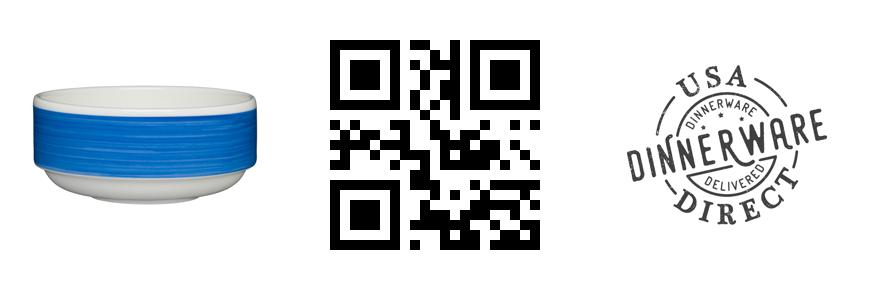 USA
DINNERWARE
DINNERWARE
DELIVERED
DIRECT